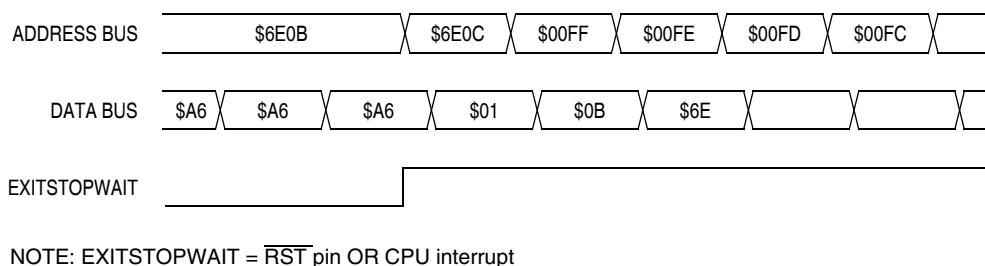 ADDRESS BUS $6E0B $6E0C $00FF $00FE $00FD $00FC
DATA BUS $A6 $A6 $A6 $01 $0B $6E
EXITSTOPWAIT
NOTE: EXITSTOPWAIT = RST pin OR CPU interrupt